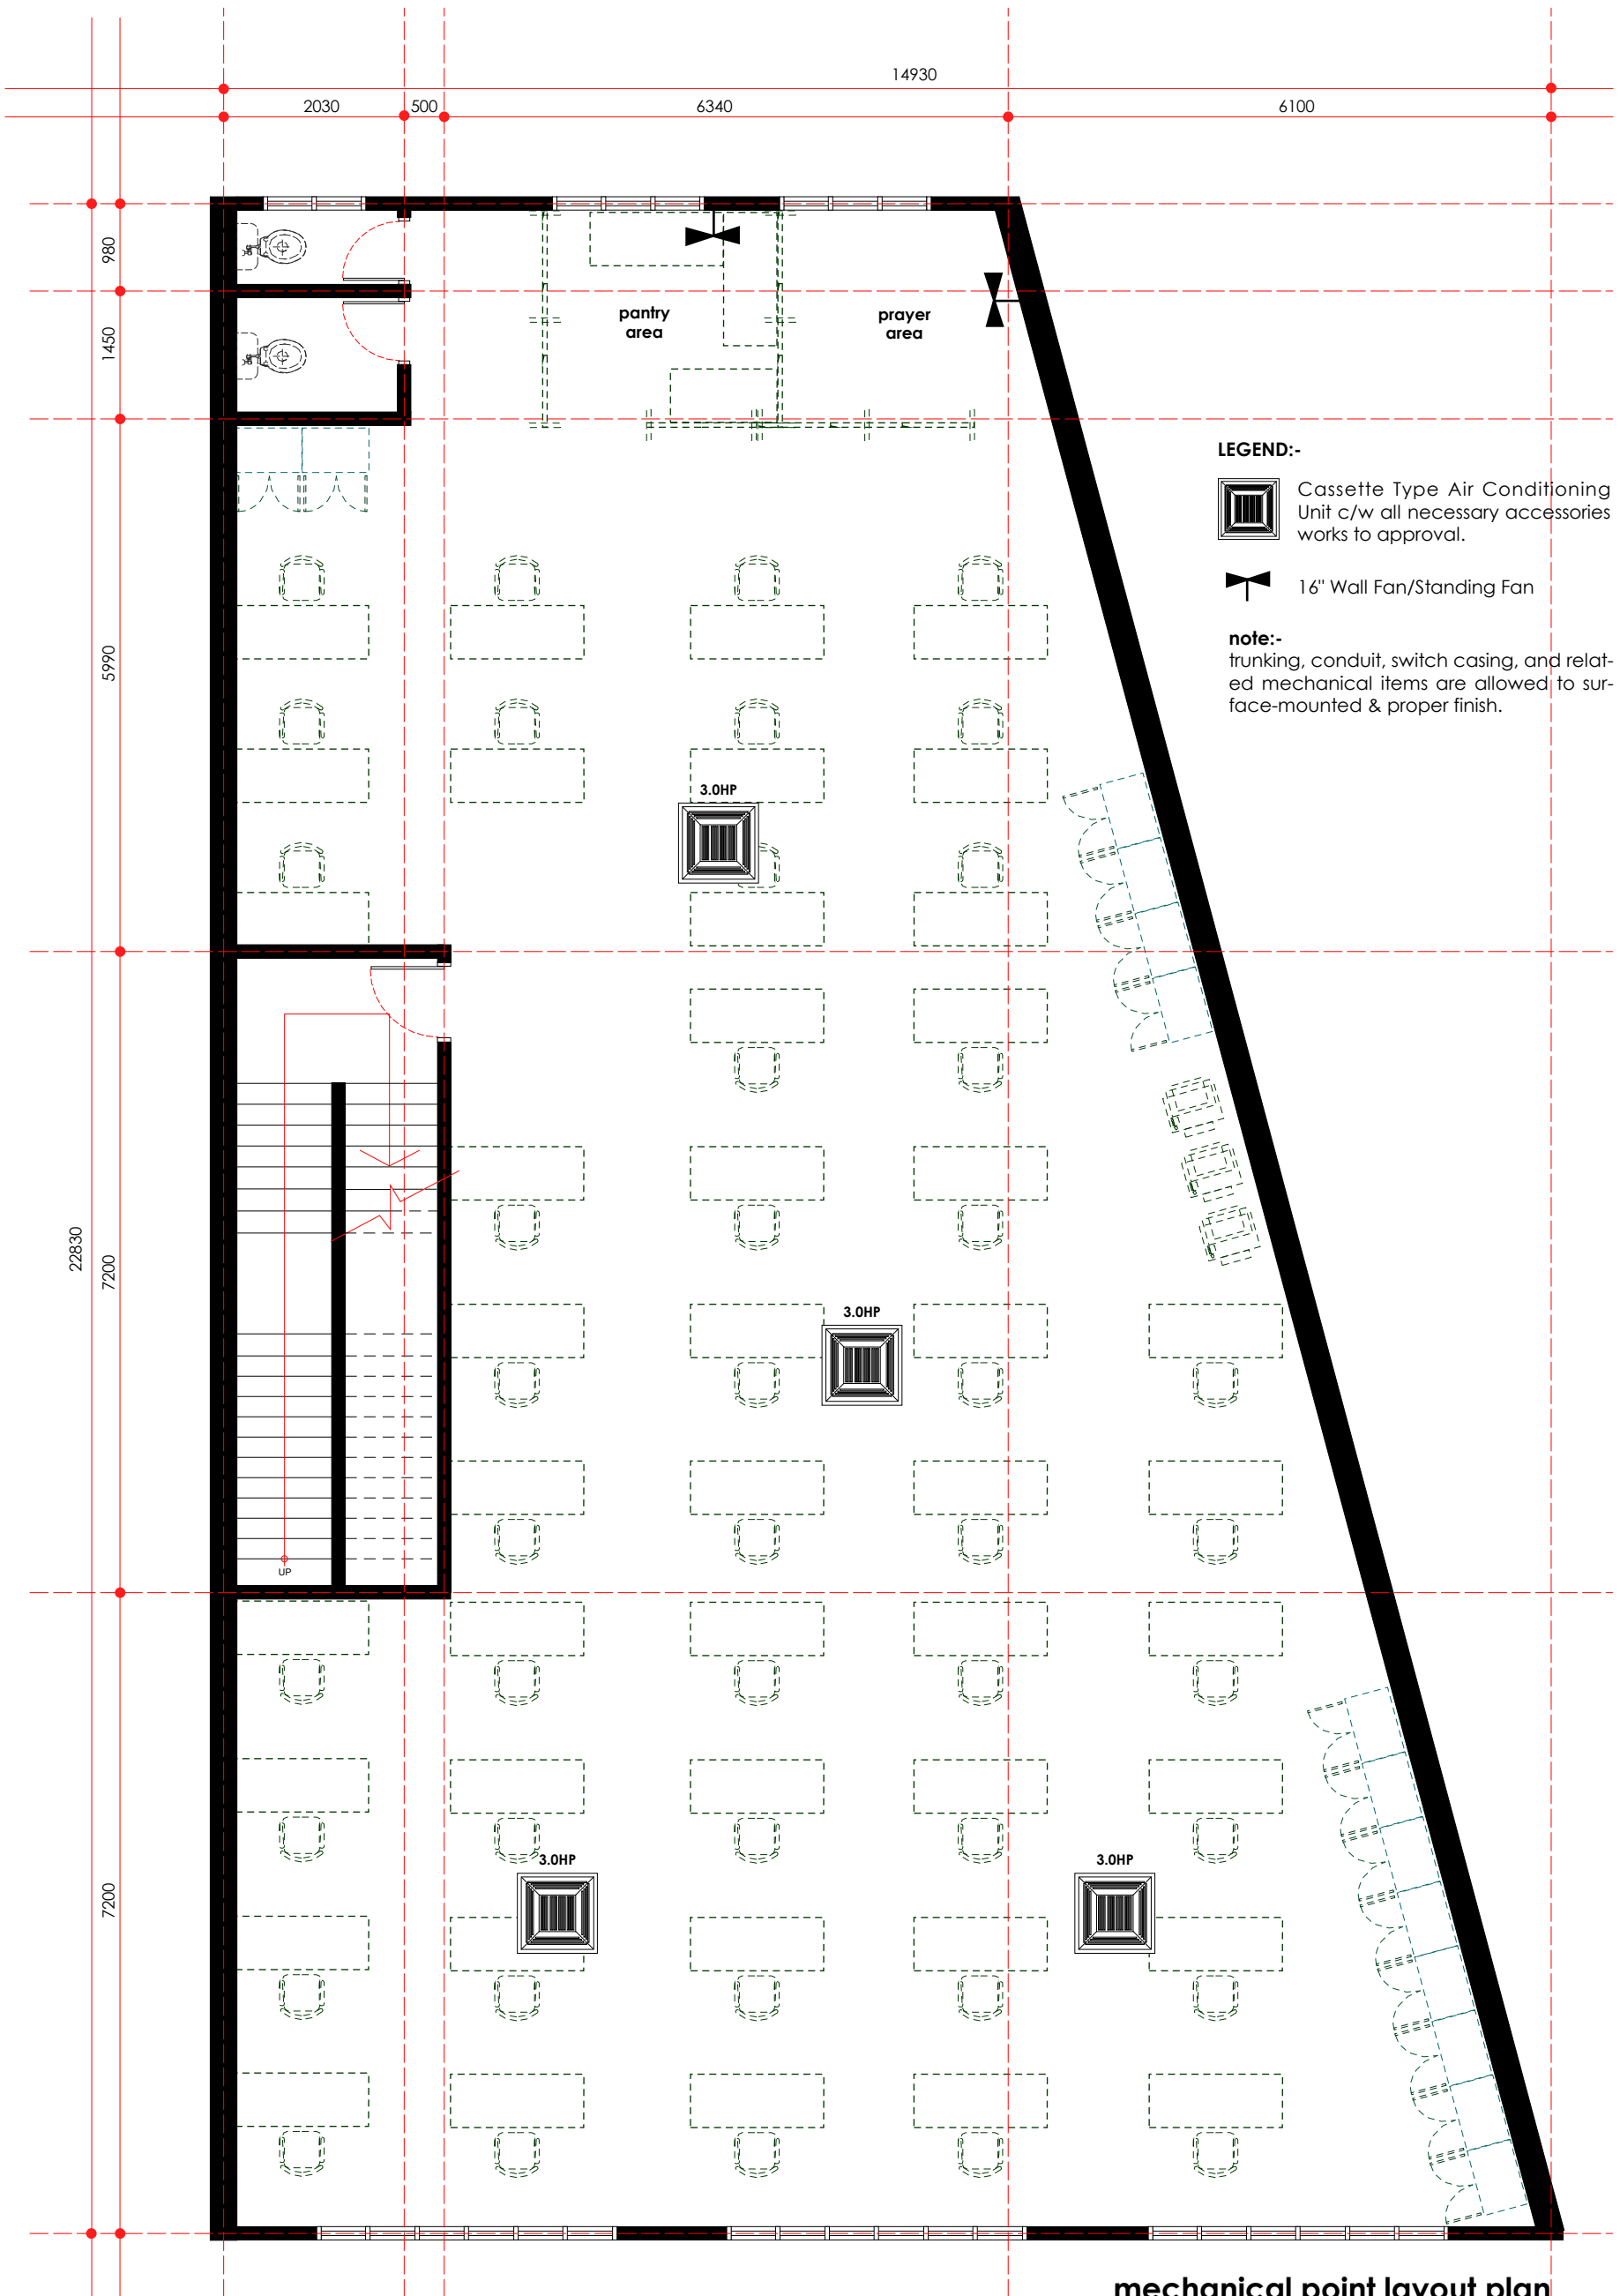 14930
2030
500
6340
6100
980
1450
5990
22830
7200
7200
pantry
area
prayer
area
LEGEND:-
Cassette Type Air Conditioning
Unit c/w all necessary accessories
works to approval.
16" Wall Fan/Standing Fan
note:-
trunking, conduit, switch casing, and relat-
ed mechanical items are allowed to sur-
face-mounted & proper finish.
3.0HP
3.0HP
UP
3.0HP
3.0HP
mechanical point layout plan